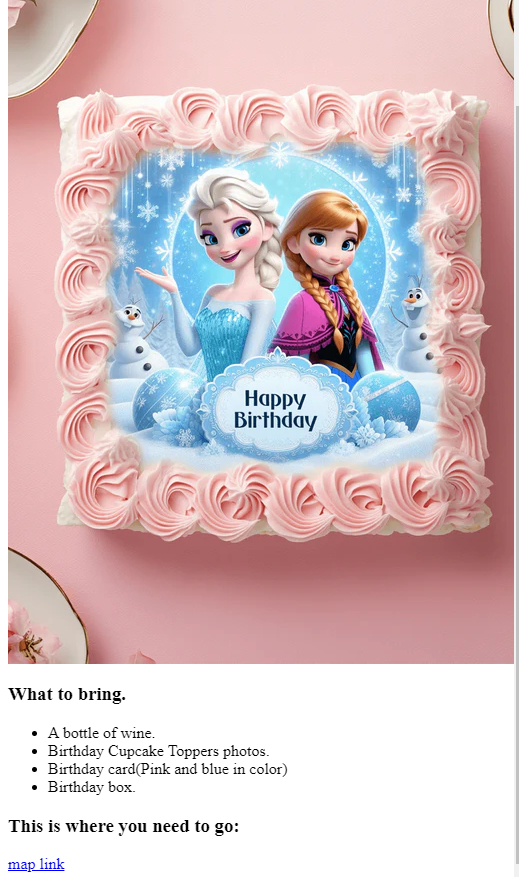 Happy
Birthday
What to bring.
A bottle of wine.
Birthday Cupcake Toppers photos.
Birthday card(Pink and blue in color)
Birthday box.
This is where you need to go:
map link